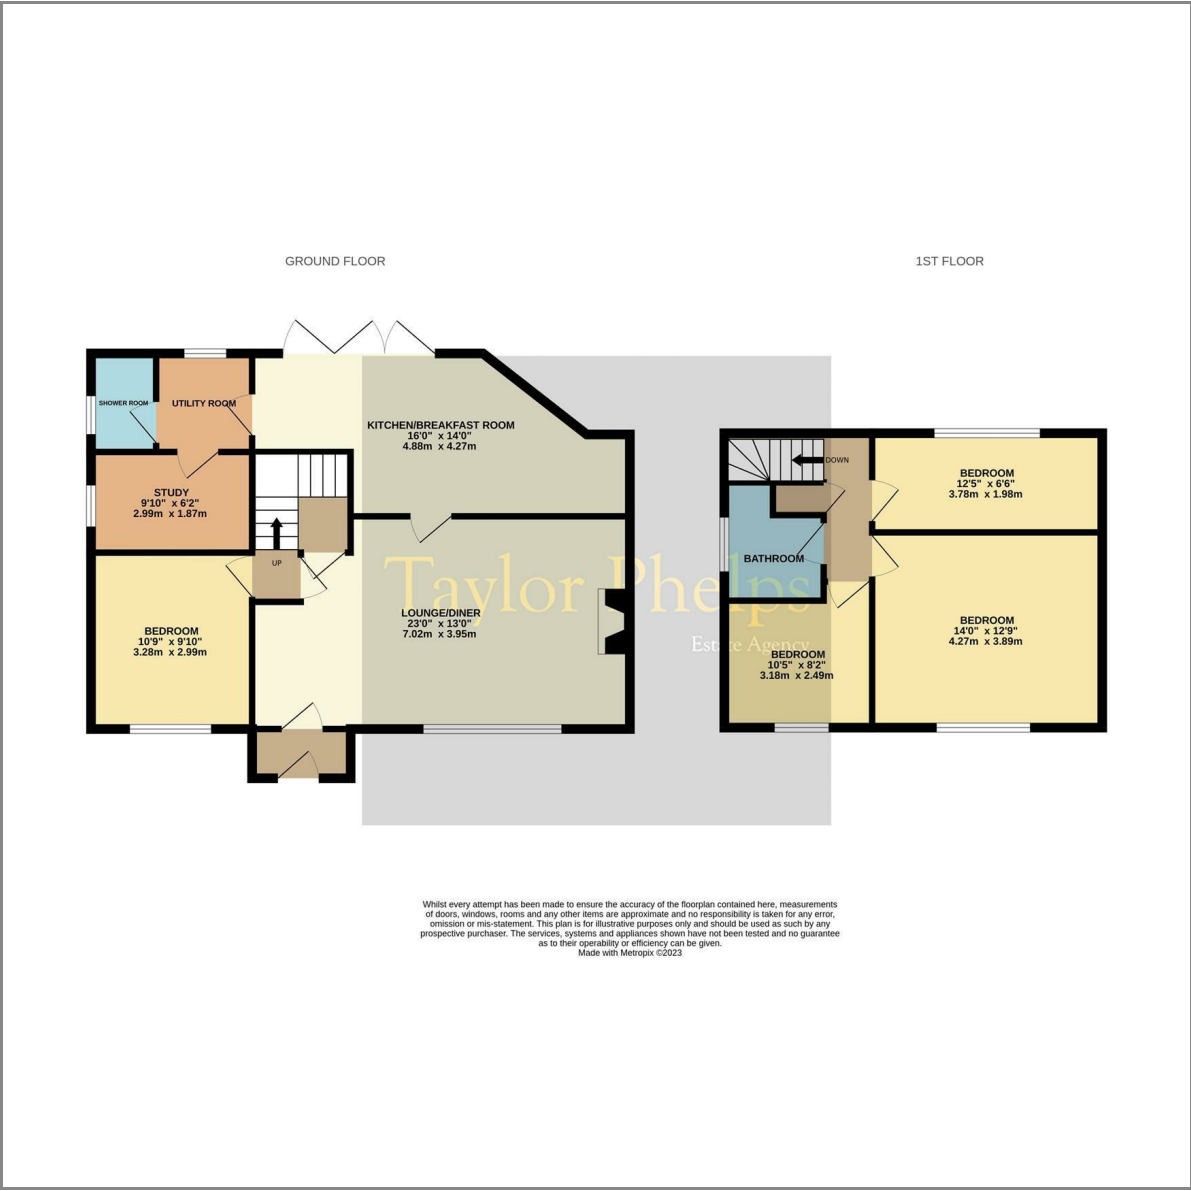 GROUND FLOOR
1ST FLOOR
SHOWER ROOM
UTILITY ROOM
KITCHEN/BREAKFAST ROOM
16'0" x 14'0"
4.88m x 4.27m
STUDY
9'10" x 6'2"
2.99m x 1.87m
UP
BEDROOM
10'9" x 9'10"
3.28m x 2.99m
LOUNGE/DINER
23'0" x 13'0"
7.02m x 3.95m
Taylor Phelps
Estate Agency
DOWN
BEDROOM
12'5" x 6'6"
3.78m x 1.98m
BATHROOM
BEDROOM
14'0" x 12'9"
4.27m x 3.89m
BEDROOM
10'5" x 8'2"
3.18m x 2.49m
Whilst every attempt has been made to ensure the accuracy of the floorplan contained here, measurements
of doors, windows, rooms and any other items are approximate and no responsibility is taken for any error,
omission or mis-statement. This plan is for illustrative purposes only and should be used as such by any
prospective purchaser. The services, systems and appliances shown have not been tested and no guarantee
as to their operability or efficiency can be given.
Made with Metropix ©2023